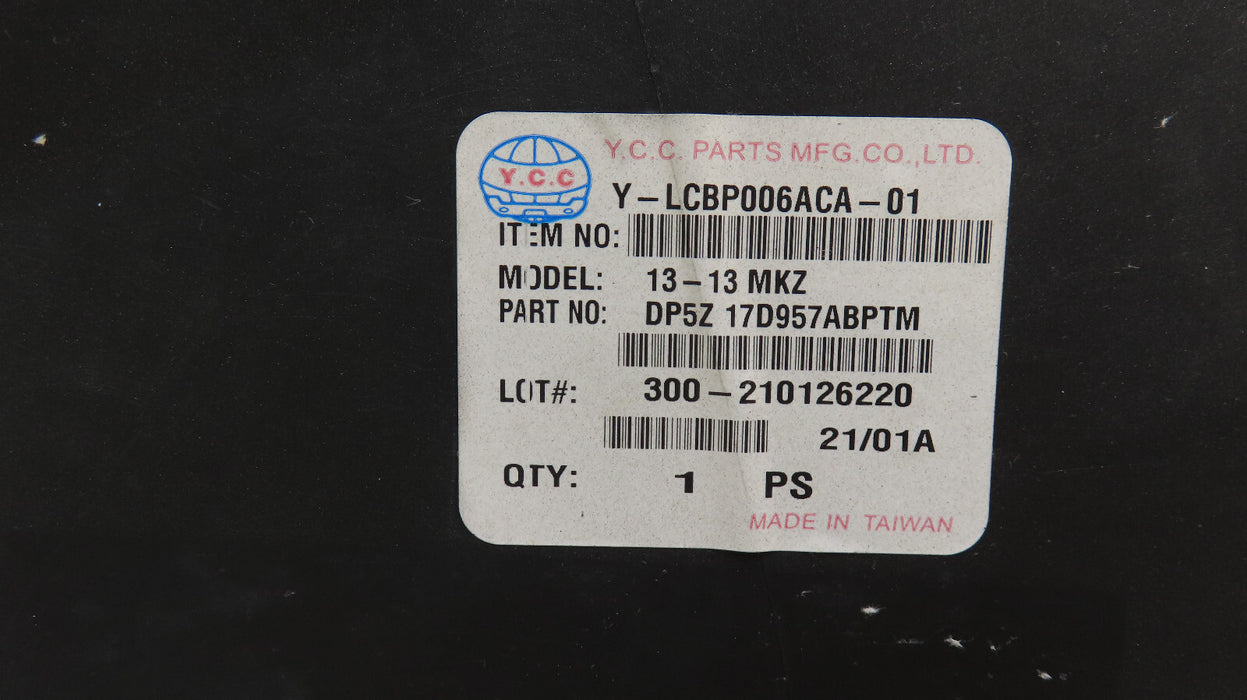 Y.C.C. PARTS MFG.CO.,LTD.
Y.C.C
Y-LCBP006ACA-01
ITEM NO:
MODEL: 13-13 MKZ
PART NO: DP5Z 17D957ABPTM
LOT#: 300-210126220
21/01A
QTY: 1 PS
MADE IN TAIWAN